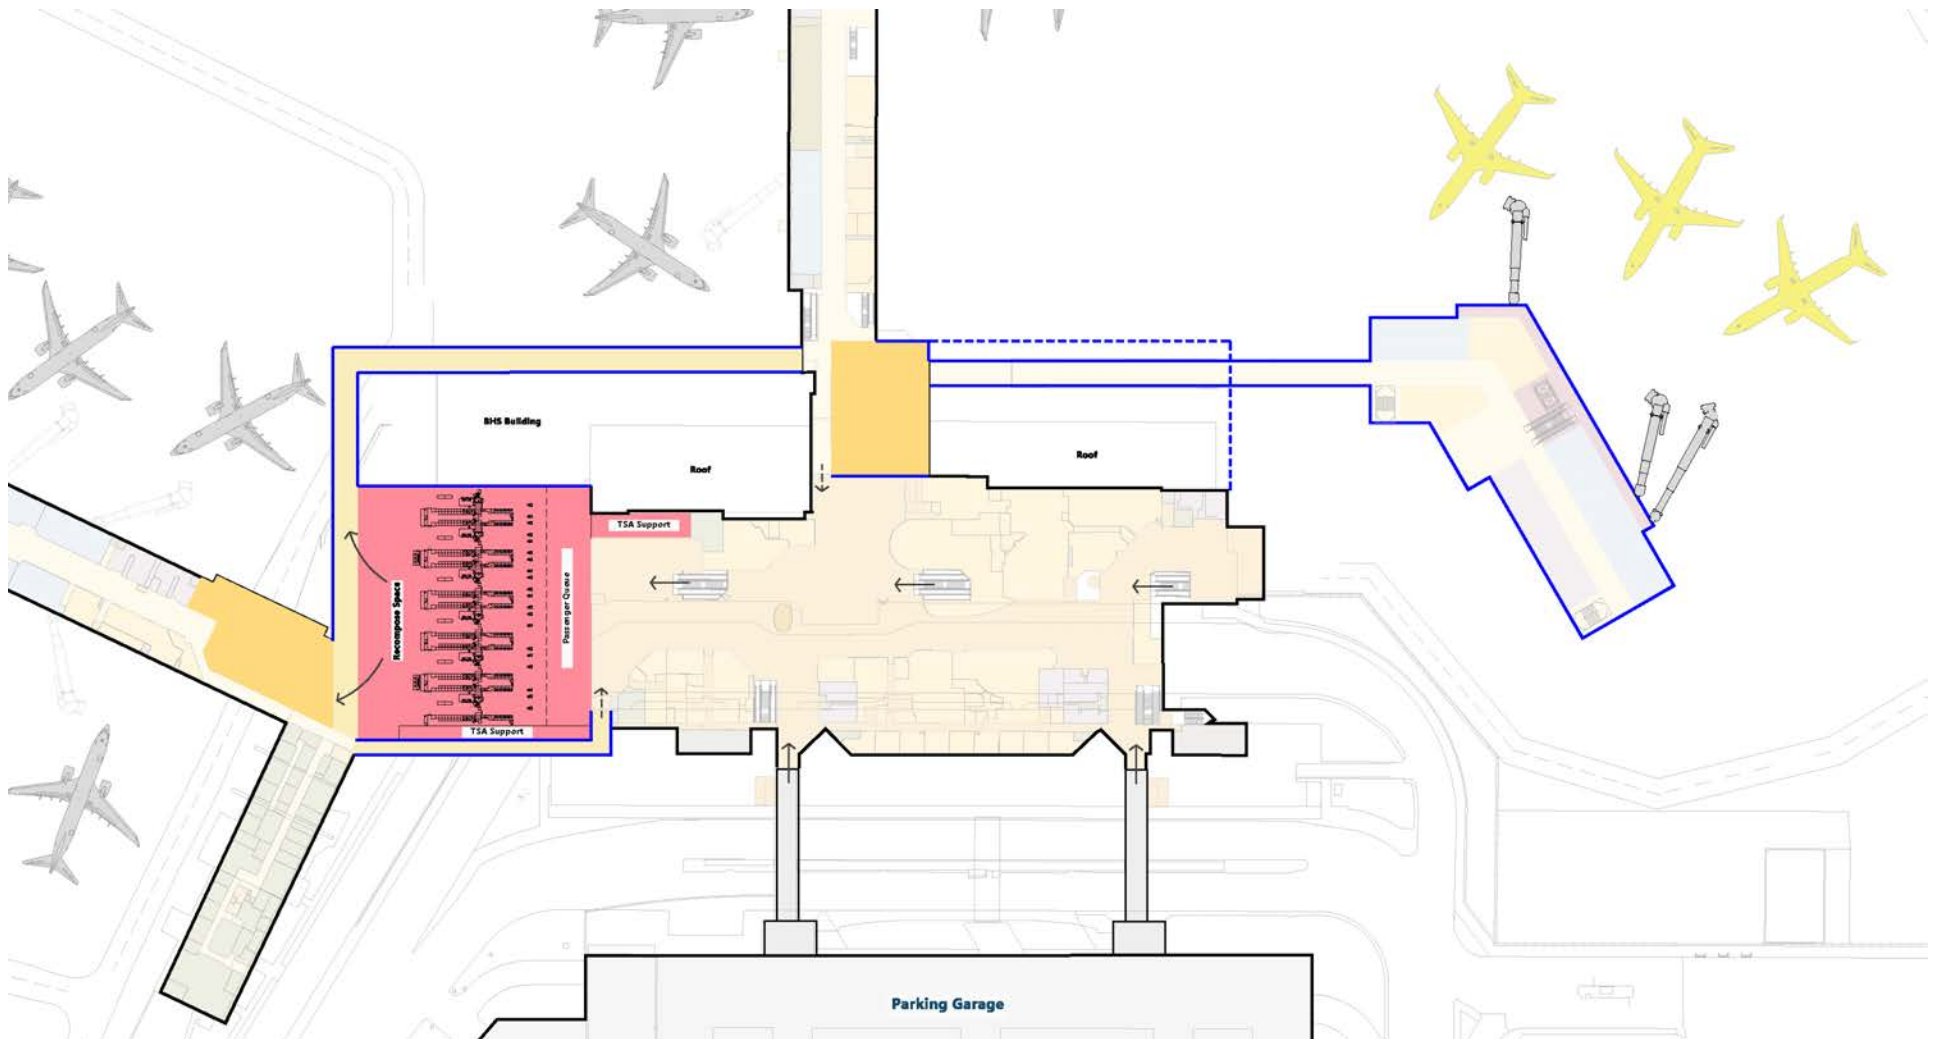 BHS Building
Roof
Roof
TSA Support
Recompose Space
Passenger Queue
TSA Support
Parking Garage